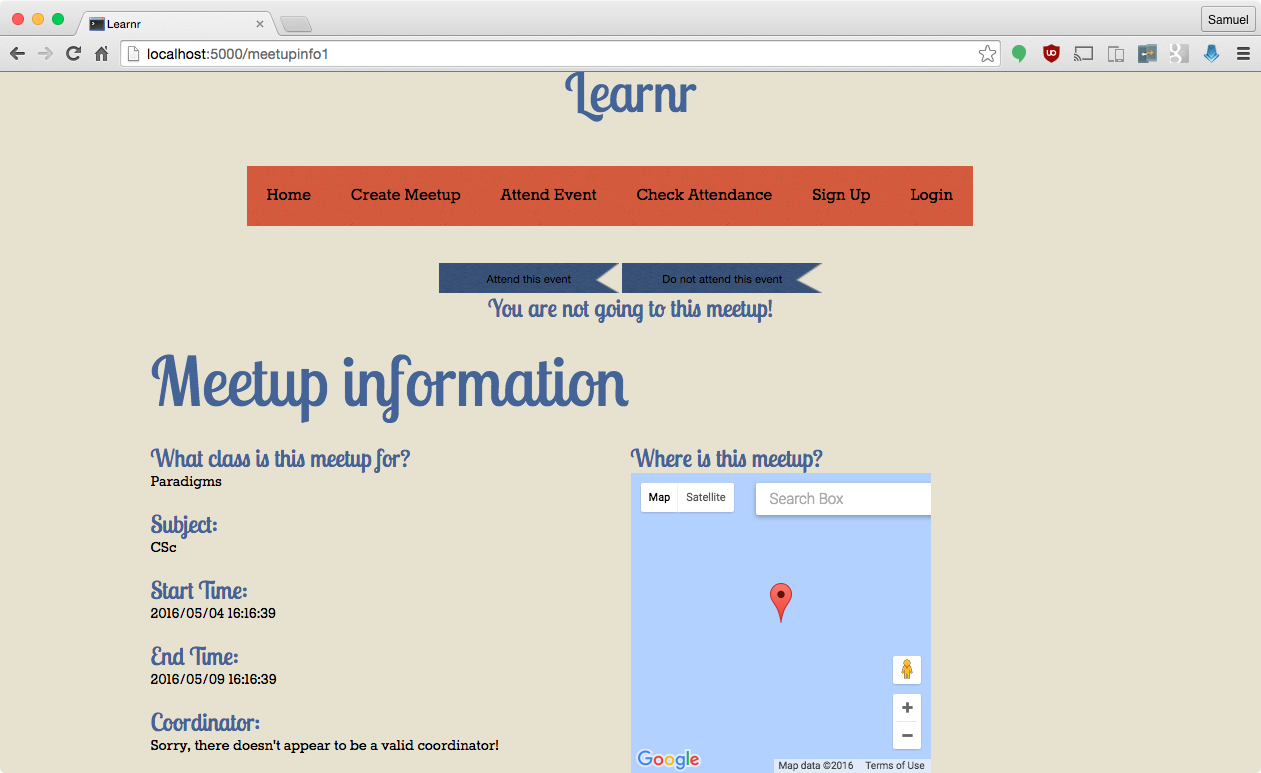 Learnr
Samuel
localhost:5000/meetupinfo1
Learnr
Home Create Meetup Attend Event Check Attendance Sign Up Login
Attend this event Do not attend this event
You are not going to this meetup!
Meetup information
What class is this meetup for?
Paradigms
Subject:
CSc
Start Time:
2016/05/04 16:16:39
End Time:
2016/05/09 16:16:39
Coordinator:
Sorry, there doesn't appear to be a valid coordinator!
Where is this meetup?
Map Satellite Search Box
Google
Map data ©2016 Terms of Use